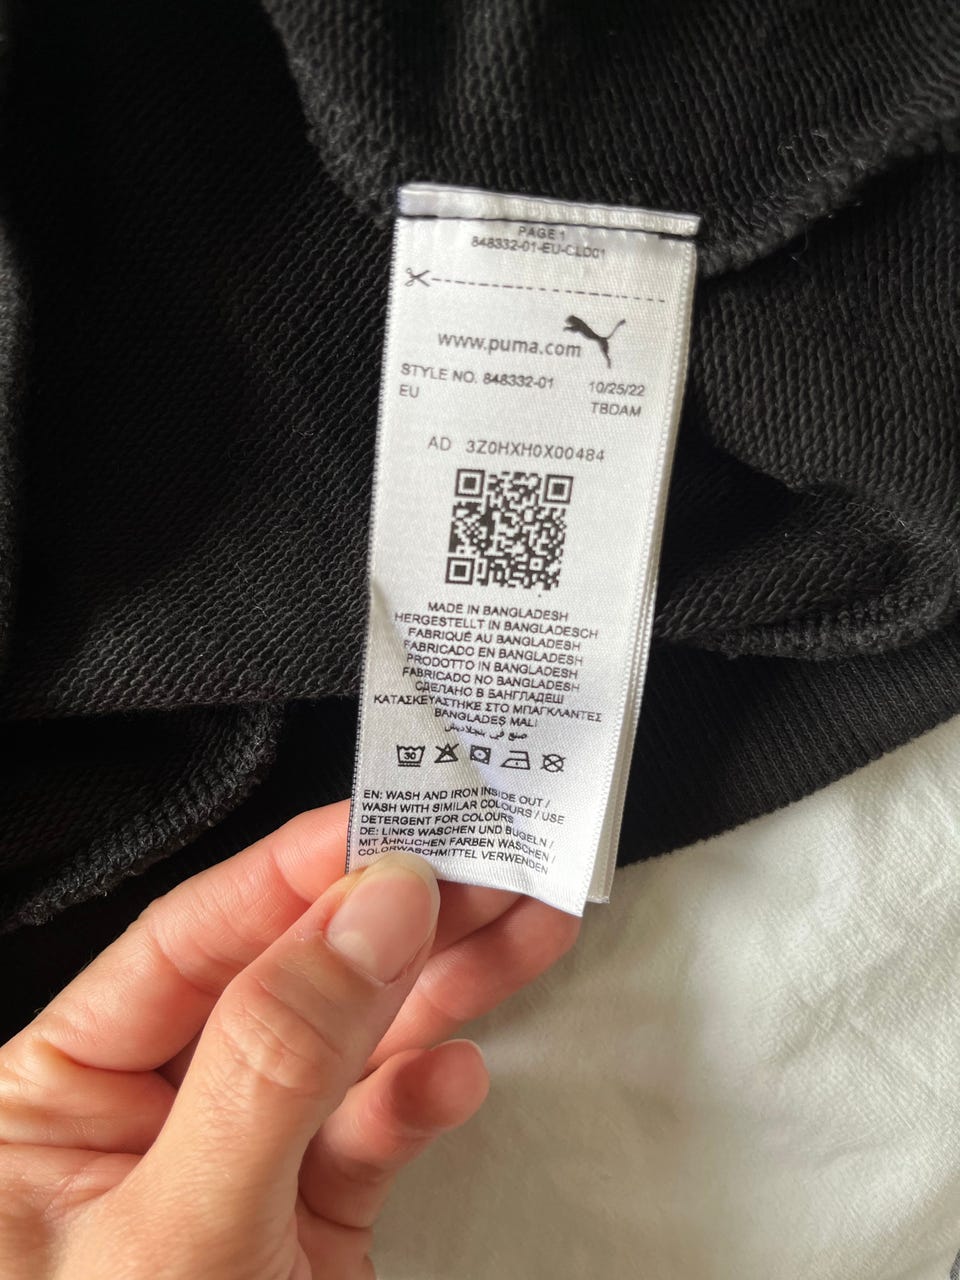 PAGE 1
848332-01-EU-CLD01
www.puma.com
STYLE NO. 848332-01 10/25/22
EU TBDAM
AD 3Z0HXH0X00484
MADE IN BANGLADESH
HERGESTELLT IN BANGLADESCH
FABRIQUÉ AU BANGLADESH
FABRICADO EN BANGLADESH
PRODOTTO IN BANGLADESH
FABRICADO NO BANGLADESH
СДЕЛАНО В БАНГЛАДЕШ
ΚΑΤΑΣΚΕΥΑΣΤΗΚΕ ΣΤΟ ΜΠΑΓΚΛΑΝΤΕΣ
BANGLADES MALI
صنع في بنجلاديش
30
EN: WASH AND IRON INSIDE OUT /
WASH WITH SIMILAR COLOURS / USE
DETERGENT FOR COLOURS
DE: LINKS WASCHEN UND BÜGELN /
MIT ÄHNLICHEN FARBEN WASCHEN /
COLORWASCHMITTEL VERWENDEN